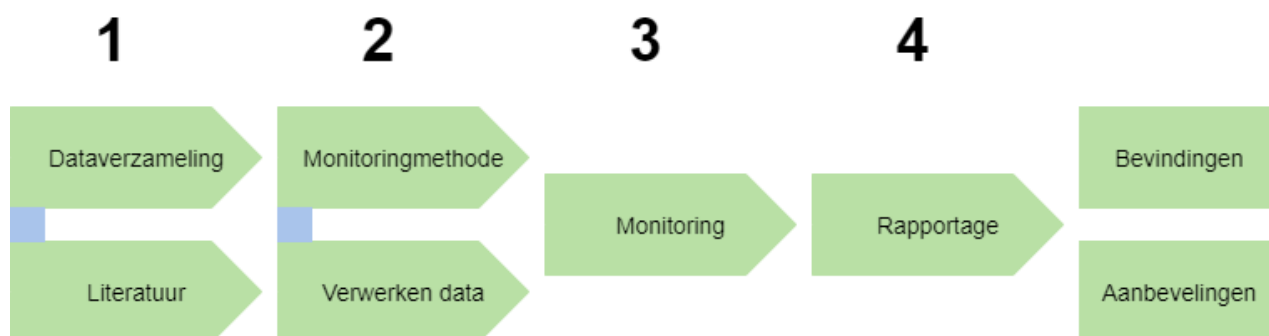 1 2 3 4
Dataverzameling Monitoringmethode Bevindingen
Monitoring Rapportage
Literatuur Verwerken data Aanbevelingen